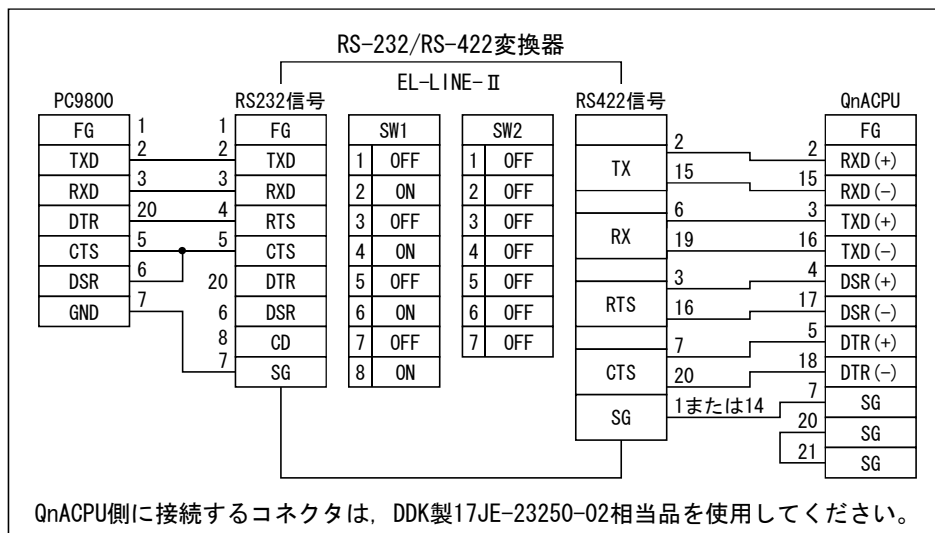 RS-232/RS-422変換器
EL-LINE-Ⅱ
PC9800 RS232信号 RS422信号 QnACPU
FG 1 1 FG SW1 SW2 FG
TXD 2 2 TXD 1 OFF 1 OFF TX 2 2 RXD(+)
RXD 3 3 RXD 2 ON 2 OFF 15 15 RXD(-)
DTR 20 4 RTS 3 OFF 3 OFF RX 6 3 TXD(+)
CTS 5 5 CTS 4 ON 4 OFF 19 16 TXD(-)
DSR 6 20 DTR 5 OFF 5 OFF RTS 3 4 DSR(+)
GND 7 6 DSR 6 ON 6 OFF 16 17 DSR(-)
8 CD 7 OFF 7 OFF CTS 7 5 DTR(+)
7 SG 8 ON 20 18 DTR(-)
SG 1または14 7 SG
20 SG
21 SG
QnACPU側に接続するコネクタは, DDK製17JE-23250-02相当品を使用してください。